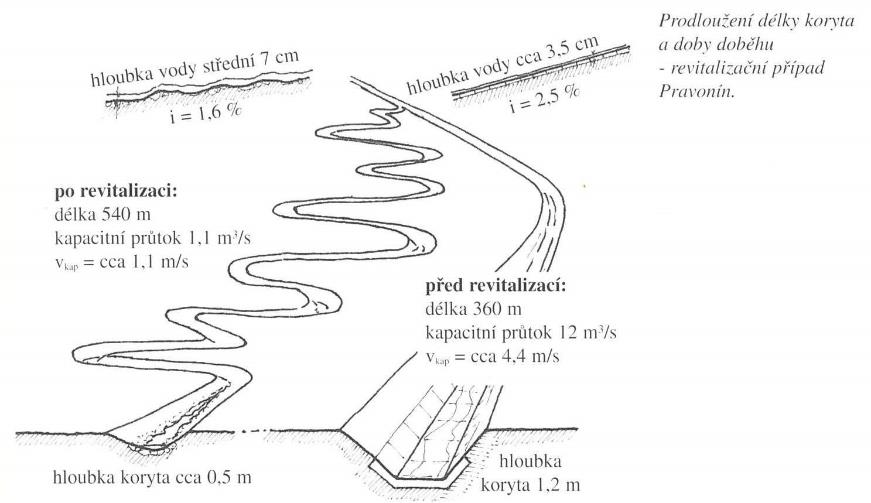 Prodloužení délky koryta
a doby doběhu
- revitalizační případ
Pravonín.
hloubka vody střední 7 cm
i = 1,6 %
hloubka vody cca 3,5 cm
i = 2,5 %
po revitalizaci:
délka 540 m
kapacitní průtok 1,1 m³/s
vkap = cca 1,1 m/s
před revitalizací:
délka 360 m
kapacitní průtok 12 m³/s
vkap = cca 4,4 m/s
hloubka koryta cca 0,5 m
hloubka
koryta 1,2 m